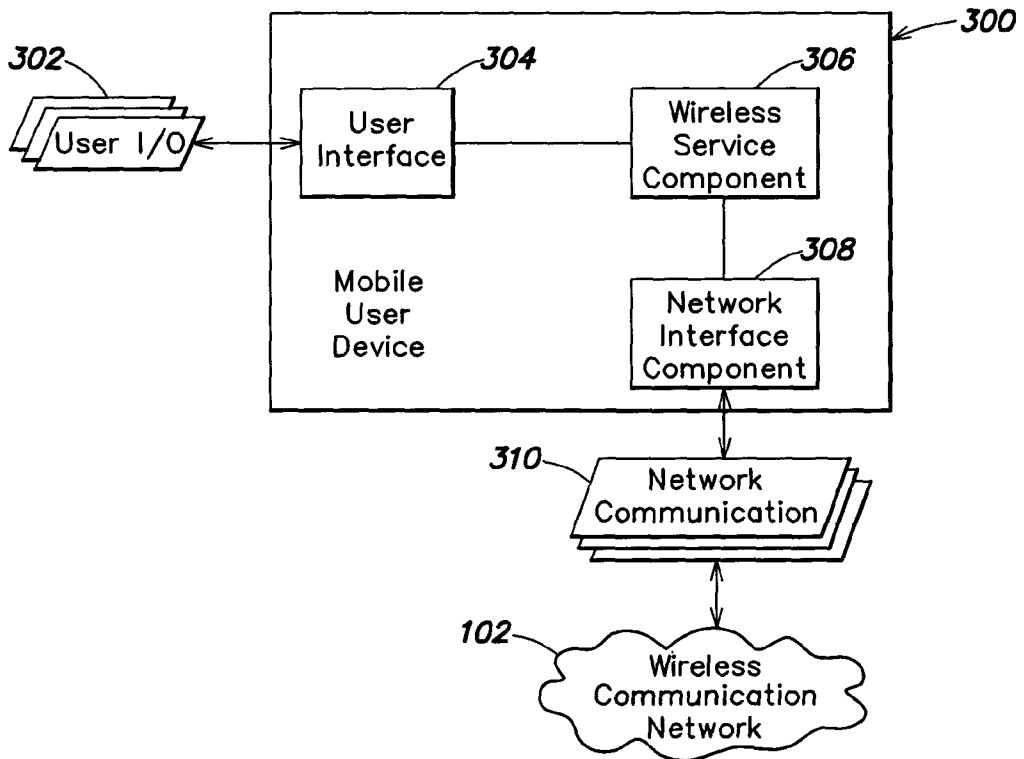 300
302
304
306
User I/O
User
Interface
Wireless
Service
Component
308
Mobile
User
Device
Network
Interface
Component
310
Network
Communication
102
Wireless
Communication
Network